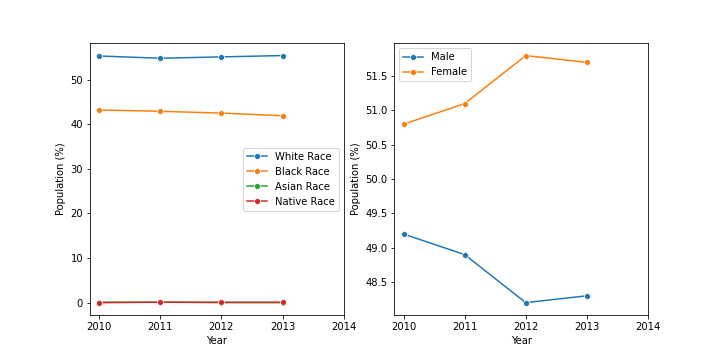 50
40
30
20
10
0
Population (%)
2010 2011 2012 2013 2014
Year
White Race
Black Race
Asian Race
Native Race
51.5
51.0
50.5
50.0
49.5
49.0
48.5
Population (%)
2010 2011 2012 2013 2014
Year
Male
Female